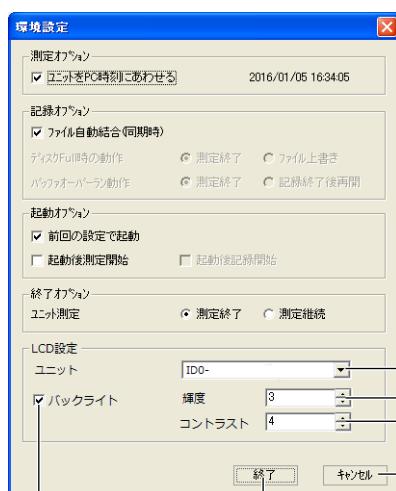 環境設定
測定オプション
ユニットをPC時刻にあわせる 2016/01/05 16:34:05
記録オプション
ファイル自動結合(同期時)
ディスクFull時の動作 測定終了 ファイル上書き
バッファオーバーラン動作 測定終了 記録終了後再開
起動オプション
前回の設定で起動
起動後測定開始 起動後記録開始
終了オプション
ユニット測定 測定終了 測定継続
LCD設定
ユニット ID0-
バックライト 輝度 3
コントラスト 4
終了 キャンセル